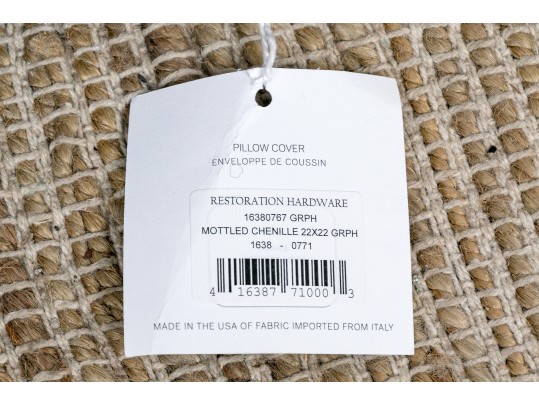 PILLOW COVER
ENVELOPPE DE COUSSIN
RESTORATION HARDWARE
16380767 GRPH
MOTTLED CHENILLE 22X22 GRPH
1638 - 0771
4 16387 71000 3
MADE IN THE USA OF FABRIC IMPORTED FROM ITALY